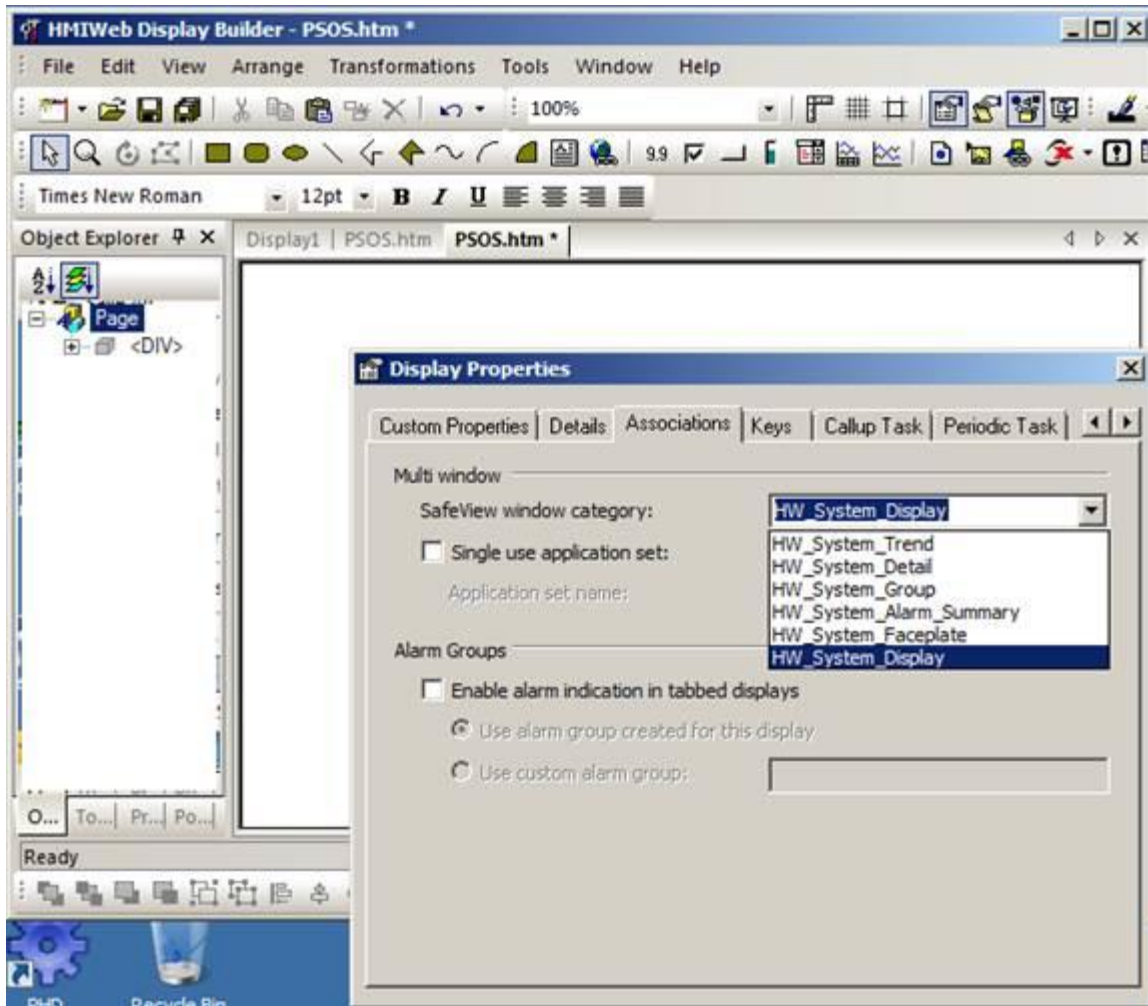 HMIWeb Display Builder - PSOS.htm *
File Edit View Arrange Transformations Tools Window Help
100%
9.9
Times New Roman 12pt B I U
Object Explorer
Display1 PSOS.htm PSOS.htm *
Page
<DIV>
Display Properties
Custom Properties Details Associations Keys Callup Task Periodic Task
Multi window
SafeView window category: HW_System_Display
Single use application set: HW_System_Trend
HW_System_Detail
Application set name: HW_System_Group
HW_System_Alarm_Summary
HW_System_Faceplate
Alarm Groups HW_System_Display
Enable alarm indication in tabbed displays
Use alarm group created for this display
Use custom alarm group:
O... To... Pr... Po...
Ready
PHD Recycle Bin